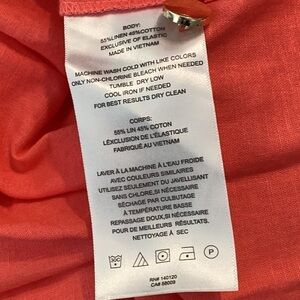 BODY:
55%LINEN 45%COTTON
EXCLUSIVE OF ELASTIC
MADE IN VIETNAM
MACHINE WASH COLD WITH LIKE COLORS
ONLY NON-CHLORINE BLEACH WHEN NEEDED
TUMBLE DRY LOW
COOL IRON IF NEEDED
FOR BEST RESULTS DRY CLEAN
CORPS:
55% LIN 45% COTON
LÉXCLUSION DE L'ÉLASTIQUE
FABRIQUÉ AU VIETNAM
LAVER À LA MACHINE À L'EAU FROIDE
AVEC COULEURS SIMILAIRES
UTILISEZ SEULEMENT DU JAVELLISANT
SANS CHLORE,SI NÉCESSAIRE
SÉCHAGE PAR CULBUTAGE
À TEMPÉRATURE BASSE
REPASSAGE DOUX,SI NÉCESSAIRE
POUR DE MEILLEURS RÉSULTATS.
NETTOYAGE À SEC
P
RN# 140120
CA# 58009